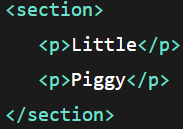 <section>
<p>Little</p>
<p>Piggy</p>
</section>